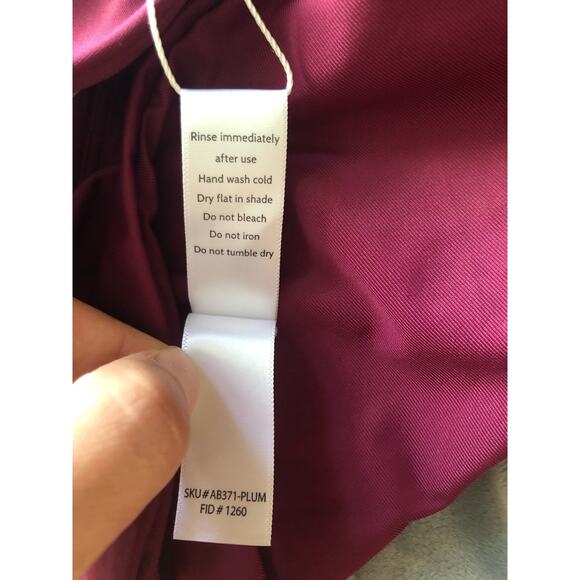 Rinse immediately
after use
Hand wash cold
Dry flat in shade
Do not bleach
Do not iron
Do not tumble dry
SKU# AB371-PLUM
FID # 1260